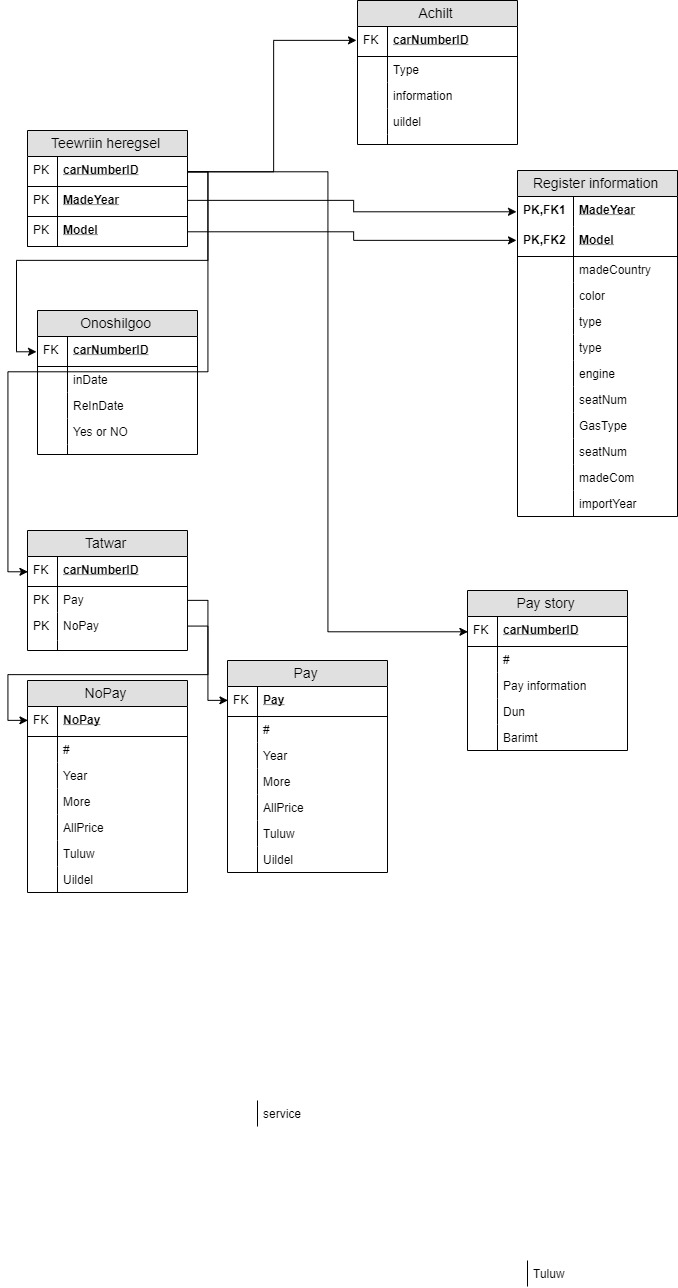 Achilt
FK carNumberID
Type
information
uildel
Teewriin heregsel
PK carNumberID
PK MadeYear
PK Model
Register information
PK,FK1 MadeYear
PK,FK2 Model
madeCountry
color
type
type
engine
seatNum
GasType
seatNum
madeCom
importYear
Onoshilgoo
FK carNumberID
inDate
ReInDate
Yes or NO
Tatwar
FK carNumberID
PK Pay
PK NoPay
Pay story
FK carNumberID
#
Pay information
Dun
Barimt
NoPay
FK NoPay
#
Year
More
AllPrice
Tuluw
Uildel
Pay
FK Pay
#
Year
More
AllPrice
Tuluw
Uildel
service
Tuluw